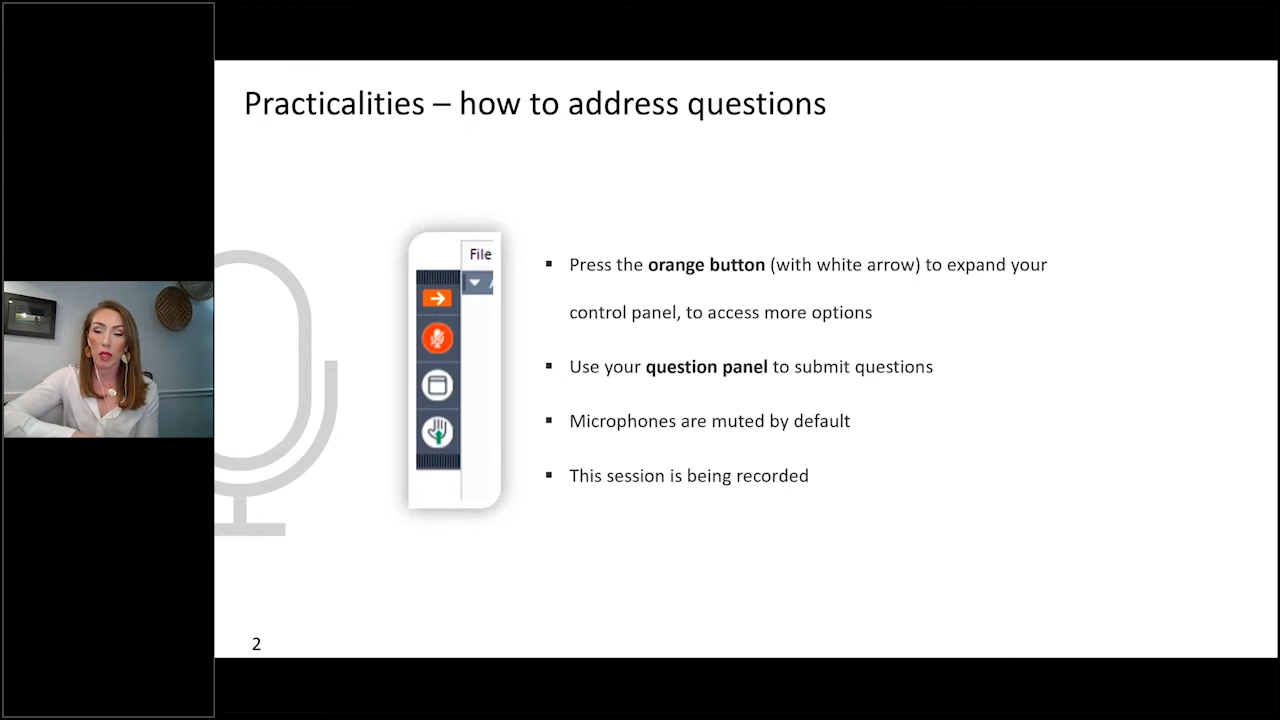 Practicalities – how to address questions
File
Press the orange button (with white arrow) to expand your
control panel, to access more options
Use your question panel to submit questions
Microphones are muted by default
This session is being recorded
2